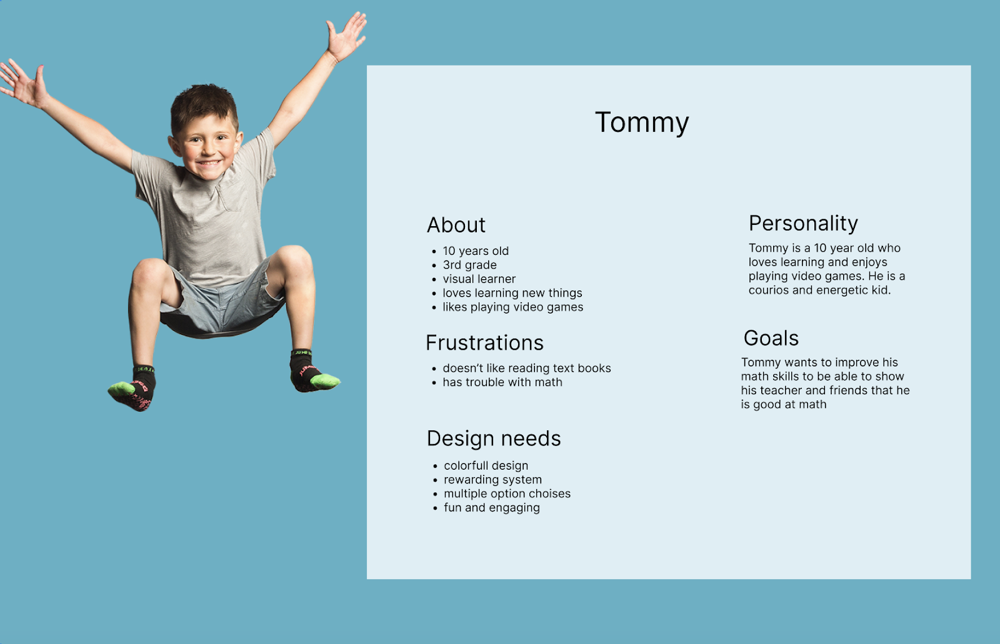 Tommy
About
10 years old
3rd grade
visual learner
loves learning new things
likes playing video games
Frustrations
doesn't like reading text books
has trouble with math
Design needs
colorfull design
rewarding system
multiple option choises
fun and engaging
Personality
Tommy is a 10 year old who
loves learning and enjoys
playing video games. He is a
courios and energetic kid.
Goals
Tommy wants to improve his
math skills to be able to show
his teacher and friends that he
is good at math